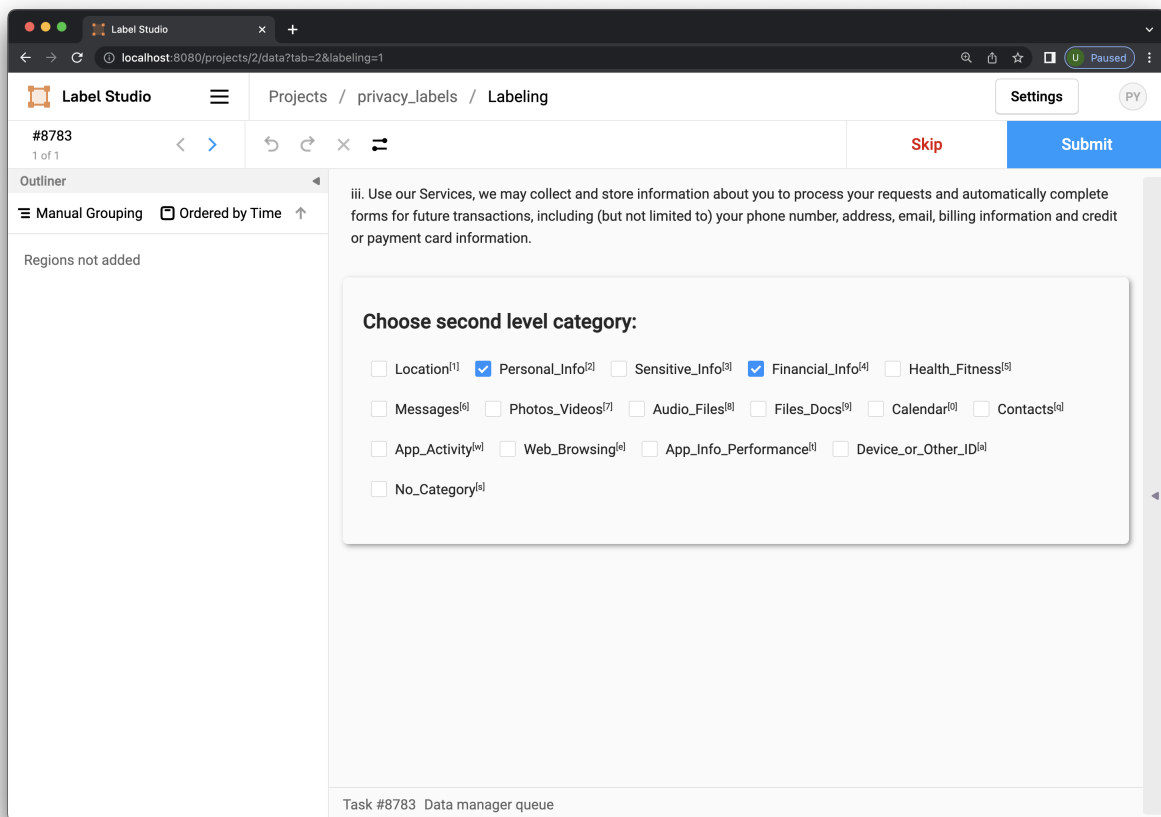 Label Studio
localhost:8080/projects/2/data?tab=2&labeling=1
U Paused
Label Studio
Projects / privacy_labels / Labeling
Settings
PY
#8783
1 of 1
Skip
Submit
Outliner
Manual Grouping Ordered by Time
Regions not added
iii. Use our Services, we may collect and store information about you to process your requests and automatically complete
forms for future transactions, including (but not limited to) your phone number, address, email, billing information and credit
or payment card information.
Choose second level category:
Location[1] Personal_Info[2] Sensitive_Info[3] Financial_Info[4] Health_Fitness[5]
Messages[6] Photos_Videos[7] Audio_Files[8] Files_Docs[9] Calendar[0] Contacts[q]
App_Activity[w] Web_Browsing[e] App_Info_Performance[t] Device_or_Other_ID[a]
No_Category[s]
Task #8783 Data manager queue